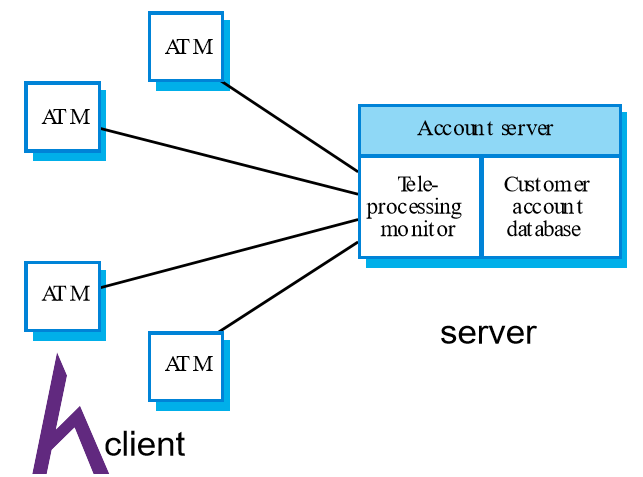 ATM
ATM
Account server
Tele-
processing
monitor
Customer
account
database
ATM
server
ATM
client